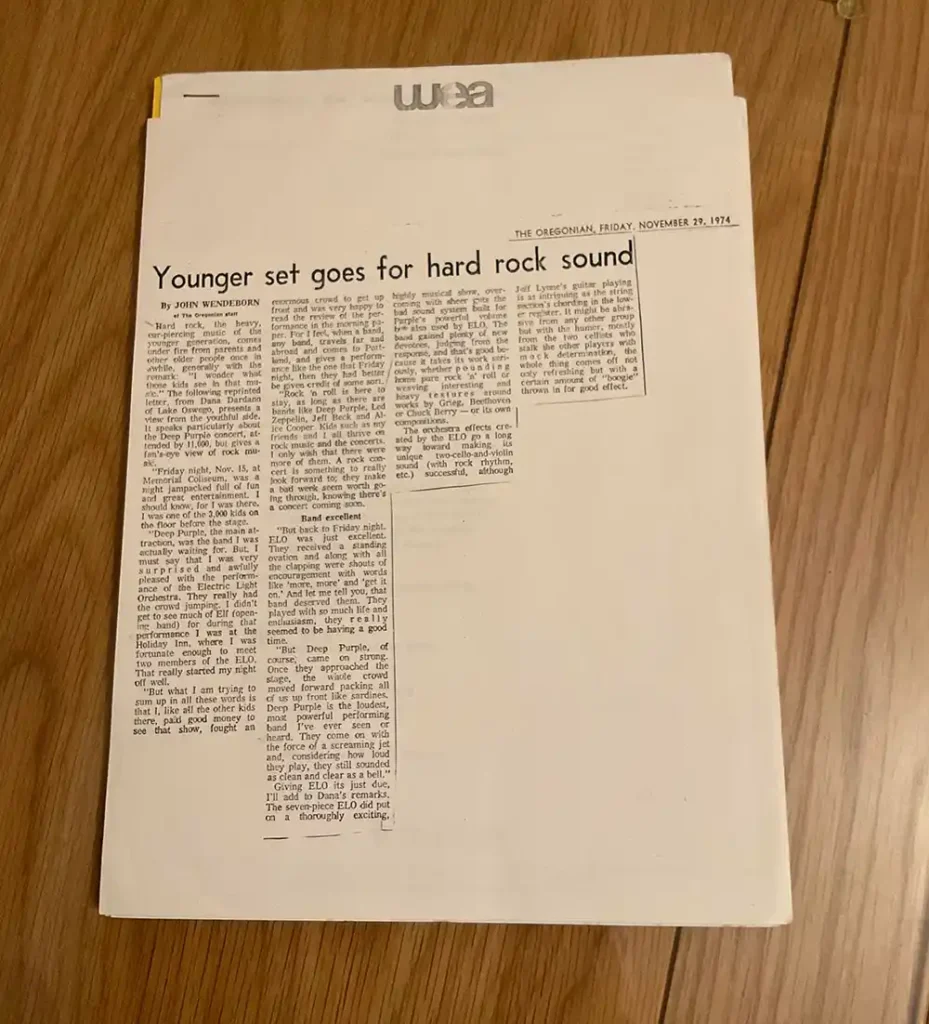 wea
THE OREGONIAN, FRIDAY, NOVEMBER 29, 1974
Younger set goes for hard rock sound
By JOHN WENDEBORN
of The Oregonian staff
Hard rock, the heavy,
ear-piercing music of the
younger generation, comes
under fire from parents and
other older people once in
awhile, generally with the
remark: "I wonder what
those kids see in that mu-
sic." The following reprinted
letter, from Dana Dardano
of Lake Oswego, presents a
view from the youthful side.
It speaks particularly about
the Deep Purple concert, at-
tended by 11,000, but gives a
fan's-eye view of rock mu-
sic.
"Friday night, Nov. 15, at
Memorial Coliseum, was a
night jampacked full of fun
and great entertainment. I
should know, for I was there.
I was one of the 3,000 kids on
the floor before the stage.
"Deep Purple, the main at-
traction, was the band I was
actually waiting for. But, I
must say that I was very
surprised and awfully
pleased with the perform-
ance of the Electric Light
Orchestra. They really had
the crowd jumping. I didn't
get to see much of Elf (open-
ing band) for during that
performance I was at the
Holiday Inn, where I was
fortunate enough to meet
two members of the ELO.
That really started my night
off well.
"But what I am trying to
sum up in all these words is
that I, like all the other kids
there, paid good money to
see that show, fought an
enormous crowd to get up
front and was very happy to
read the review of the per-
formance in the morning pa-
per. For I feel, when a band,
any band, travels far and
abroad and comes to Port-
land, and gives a perform-
ance like the one that Friday
night, then they had better
be given credit of some sort.
"Rock 'n roll is here to
stay, as long as there are
bands like Deep Purple, Led
Zeppelin, Jeff Beck and Al-
ice Cooper. Kids such as my
friends and I all thrive on
rock music and the concerts.
I only wish that there were
more of them. A rock con-
cert is something to really
look forward to; they make
a bad week seem worth go-
ing through, knowing there's
a concert coming soon.
Band excellent
"But back to Friday night.
ELO was just excellent.
They received a standing
ovation and along with all
the clapping were shouts of
encouragement with words
like 'more, more' and 'get it
on.' And let me tell you, that
band deserved them. They
played with so much life and
enthusiasm, they really
seemed to be having a good
time.
"But Deep Purple, of
course, came on strong.
Once they approached the
stage, the whole crowd
moved forward packing all
of us up front like sardines.
Deep Purple is the loudest,
most powerful performing
band I've ever seen or
heard. They come on with
the force of a screaming jet
and, considering how loud
they play, they still sounded
as clean and clear as a bell."
Giving ELO its just due,
I'll add to Dana's remarks.
The seven-piece ELO did put
on a thoroughly exciting,
highly musical show, over-
coming with sheer guts the
bad sound system built for
Purple's powerful volume
but also used by ELO. The
band gained plenty of new
devotees, judging from the
response, and that's good be-
cause it takes its work seri-
ously, whether pounding
home pure rock 'n' roll or
weaving interesting and
heavy textures around
works by Grieg, Beethoven
or Chuck Berry — or its own
compositions.
The orchestra effects cre-
ated by the ELO go a long
way toward making its
unique two-cello-and-violin
sound (with rock rhythm,
etc.) successful, although
Jeff Lynne's guitar playing
is as intriguing as the string
section's chording in the low-
er register. It might be abra-
sive from any other group
but with the humor, mostly
from the two cellists who
stalk the other players with
mock determination, the
whole thing comes off not
only refreshing but with a
certain amount of "boogie"
thrown in for good effect.